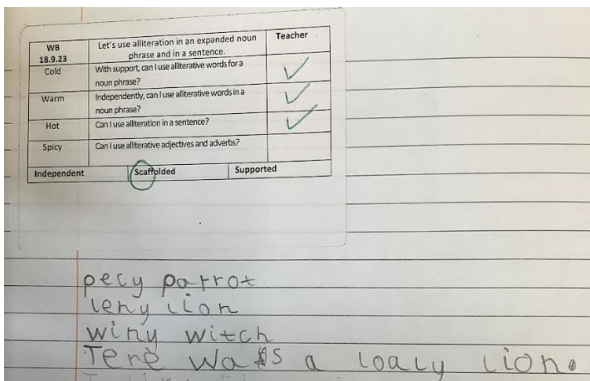 WB
18.9.23
Let's use alliteration in an expanded noun
phrase and in a sentence.
Teacher
Cold
With support, can I use alliterative words for a
noun phrase?
Warm
Independently, can I use alliterative words in a
noun phrase?
Hot
Can I use alliteration in a sentence?
Spicy
Can I use alliterative adjectives and adverbs?
Independent Scaffolded Supported
pecy parrot
leny lion
winy witch
Tere was a loaly lion.